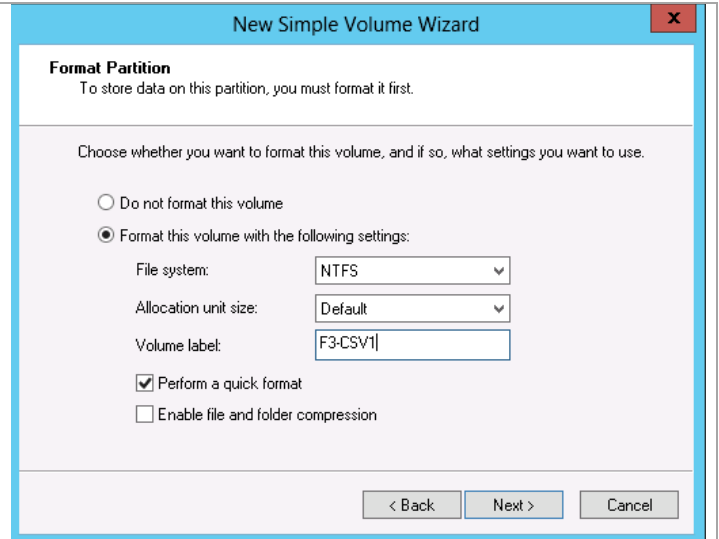 New Simple Volume Wizard
x
Format Partition
To store data on this partition, you must format it first.
Choose whether you want to format this volume, and if so, what settings you want to use.
Do not format this volume
Format this volume with the following settings:
File system: NTFS
Allocation unit size: Default
Volume label: F3-CSV1
Perform a quick format
Enable file and folder compression
< Back Next > Cancel